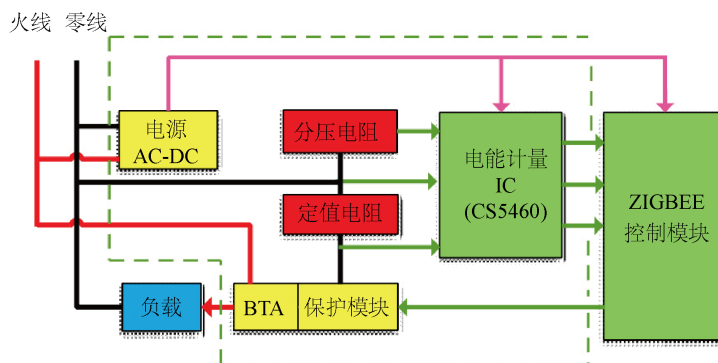 火线 零线
电源
AC-DC
分压电阻
定值电阻
电能计量
IC
(CS5460)
ZIGBEE
控制模块
负载
BTA 保护模块